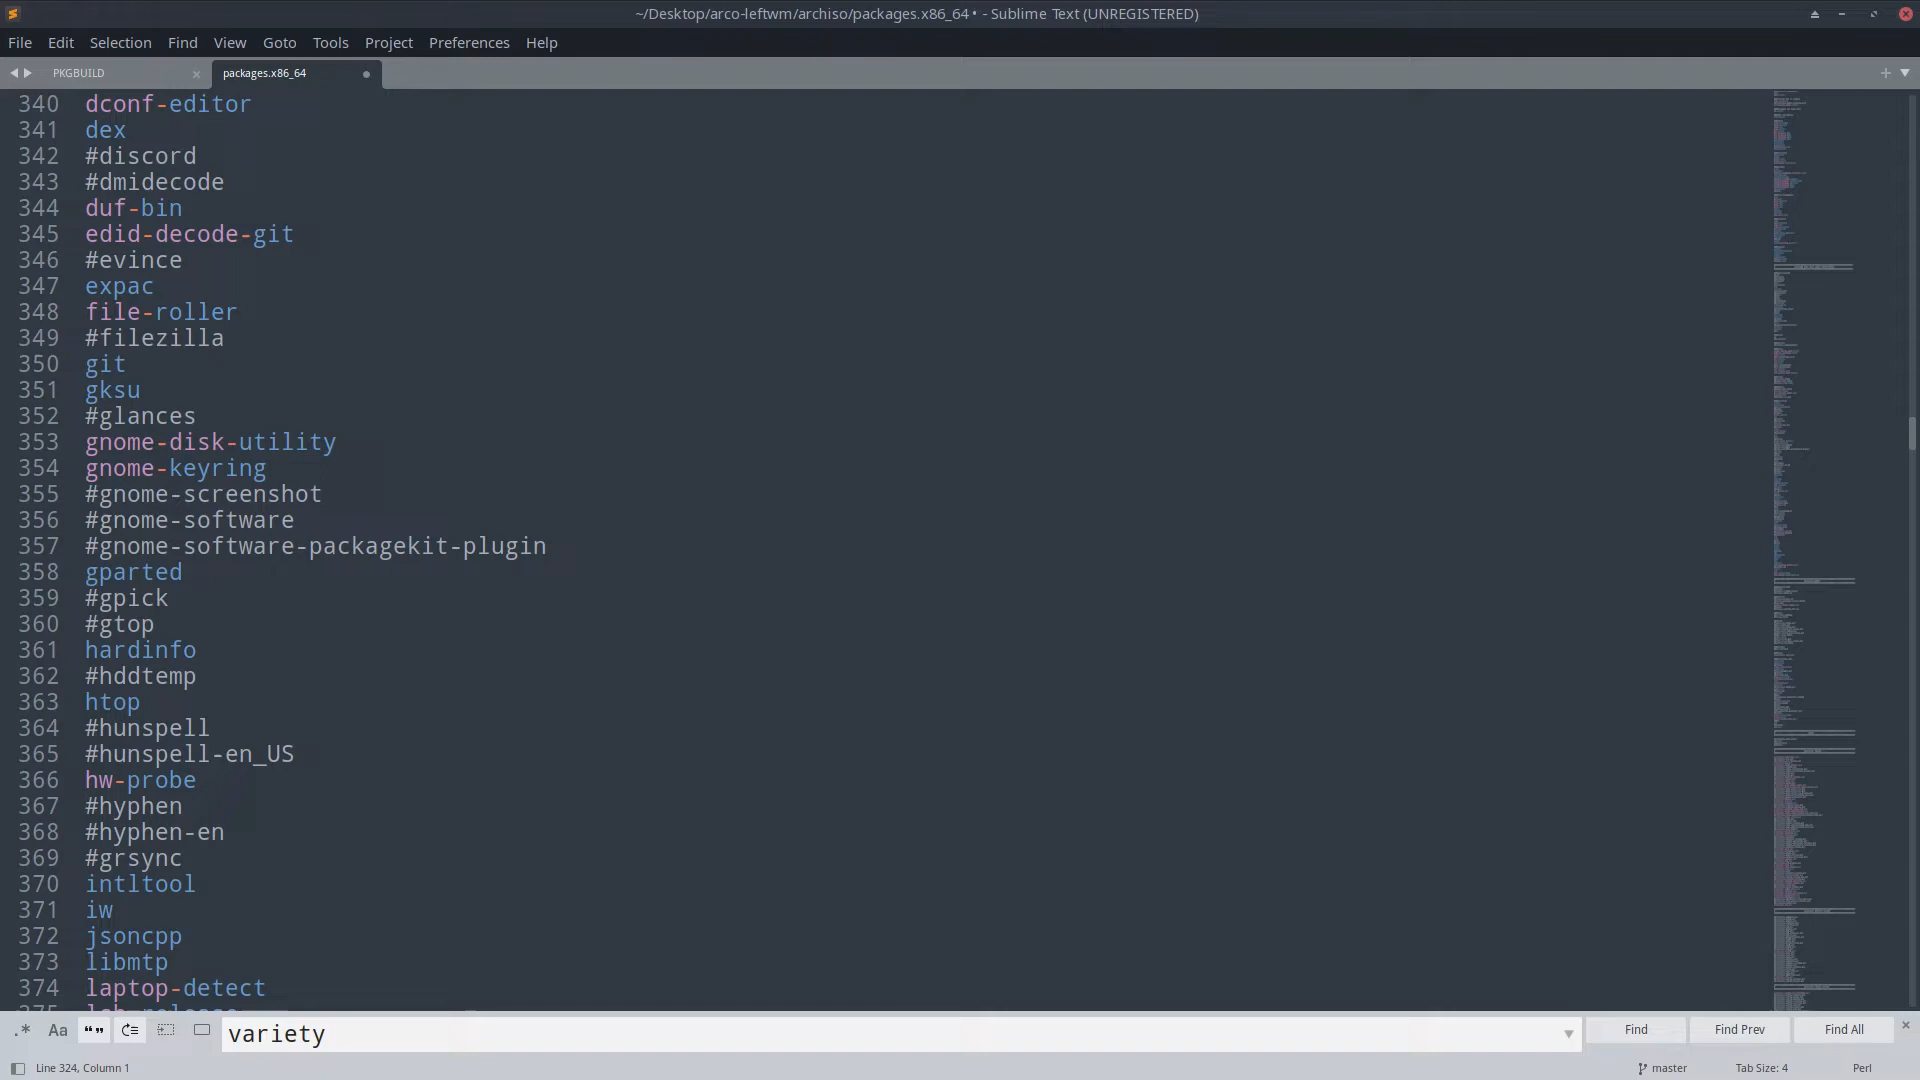 ~/Desktop/arco-leftwm/archiso/packages.x86_64 • - Sublime Text (UNREGISTERED)
File Edit Selection Find View Goto Tools Project Preferences Help
PKGBUILD packages.x86_64
340 dconf-editor
341 dex
342 #discord
343 #dmidecode
344 duf-bin
345 edid-decode-git
346 #evince
347 expac
348 file-roller
349 #filezilla
350 git
351 gksu
352 #glances
353 gnome-disk-utility
354 gnome-keyring
355 #gnome-screenshot
356 #gnome-software
357 #gnome-software-packagekit-plugin
358 gparted
359 #gpick
360 #gtop
361 hardinfo
362 #hddtemp
363 htop
364 #hunspell
365 #hunspell-en_US
366 hw-probe
367 #hyphen
368 #hyphen-en
369 #grsync
370 intltool
371 iw
372 jsoncpp
373 libmtp
374 laptop-detect
375 lsb-release
.* Aa “” variety Find Find Prev Find All
Line 324, Column 1 master Tab Size: 4 Perl